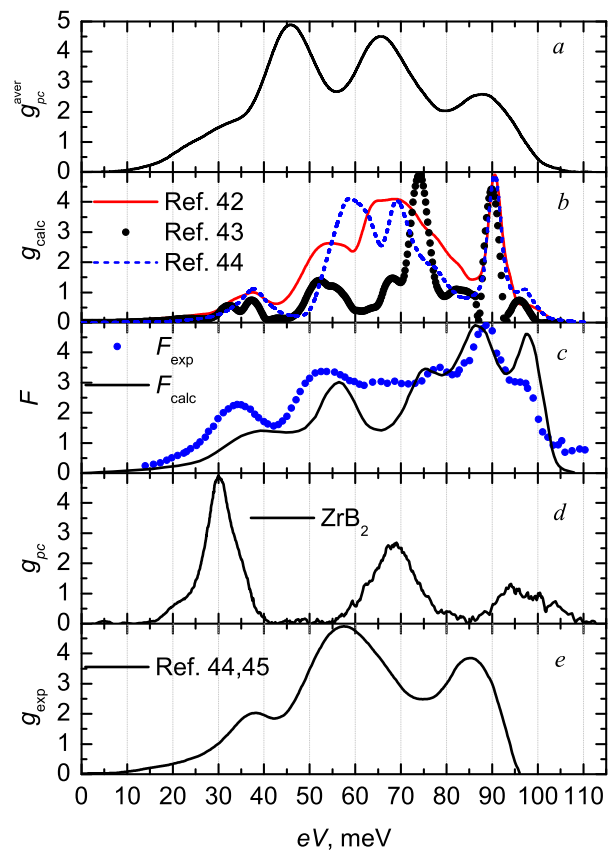 5
4
3
2
1
0
g_pc^aver
a
4
3
2
1
0
g_calc
b
Ref. 42
Ref. 43
Ref. 44
4
3
2
1
0
F
c
F_exp
F_calc
4
3
2
1
0
g_pc
d
ZrB_2
4
3
2
1
0
g_exp
e
Ref. 44,45
0 10 20 30 40 50 60 70 80 90 100 110
eV, meV